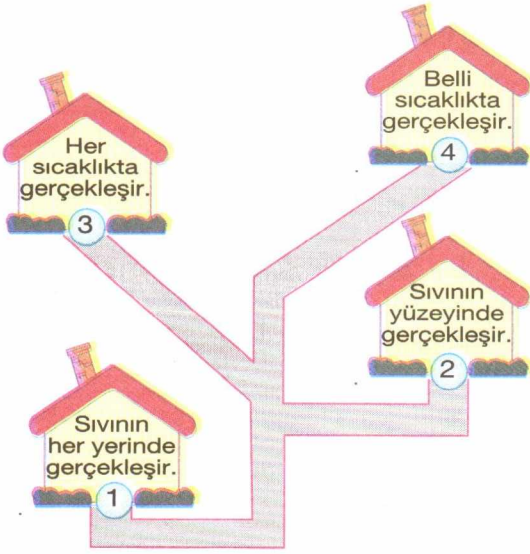 Belli
sıcaklıkta
gerçekleşir.
4
Her
sıcaklıkta
gerçekleşir.
3
Sıvının
yüzeyinde
gerçekleşir.
2
Sıvının
her yerinde
gerçekleşir.
1